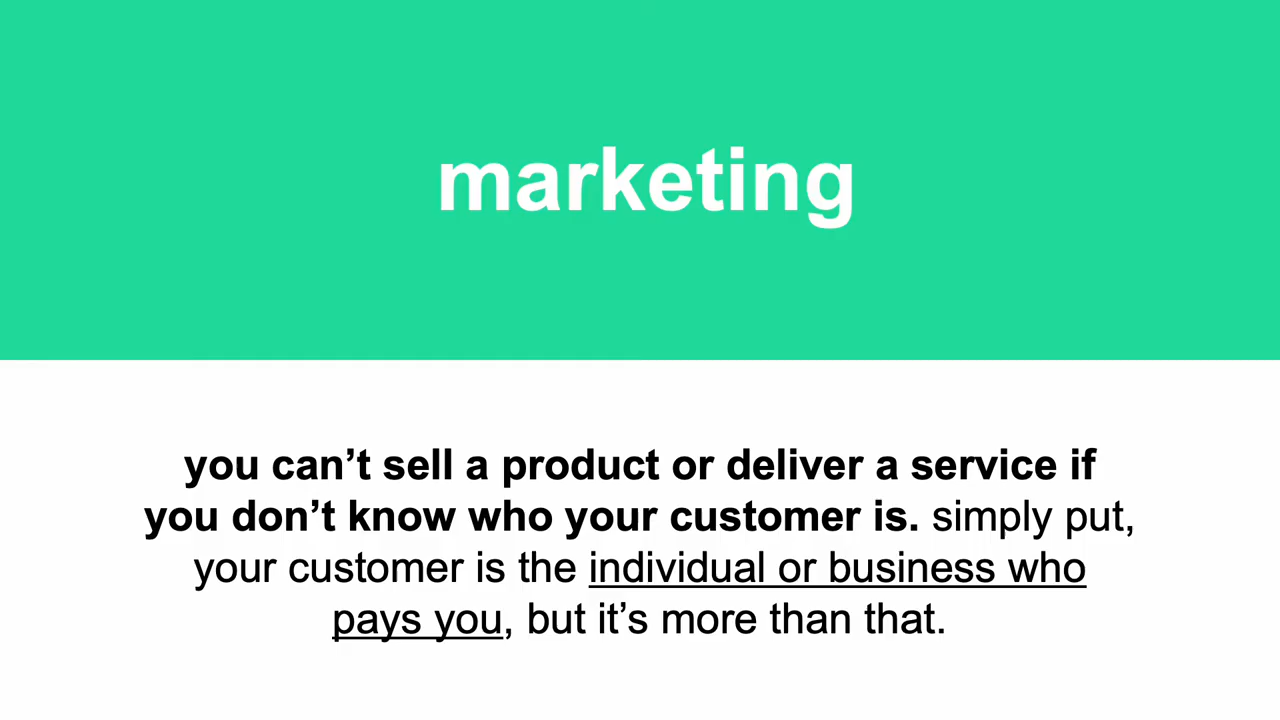 marketing
you can’t sell a product or deliver a service if
you don’t know who your customer is. simply put,
your customer is the individual or business who
pays you, but it’s more than that.